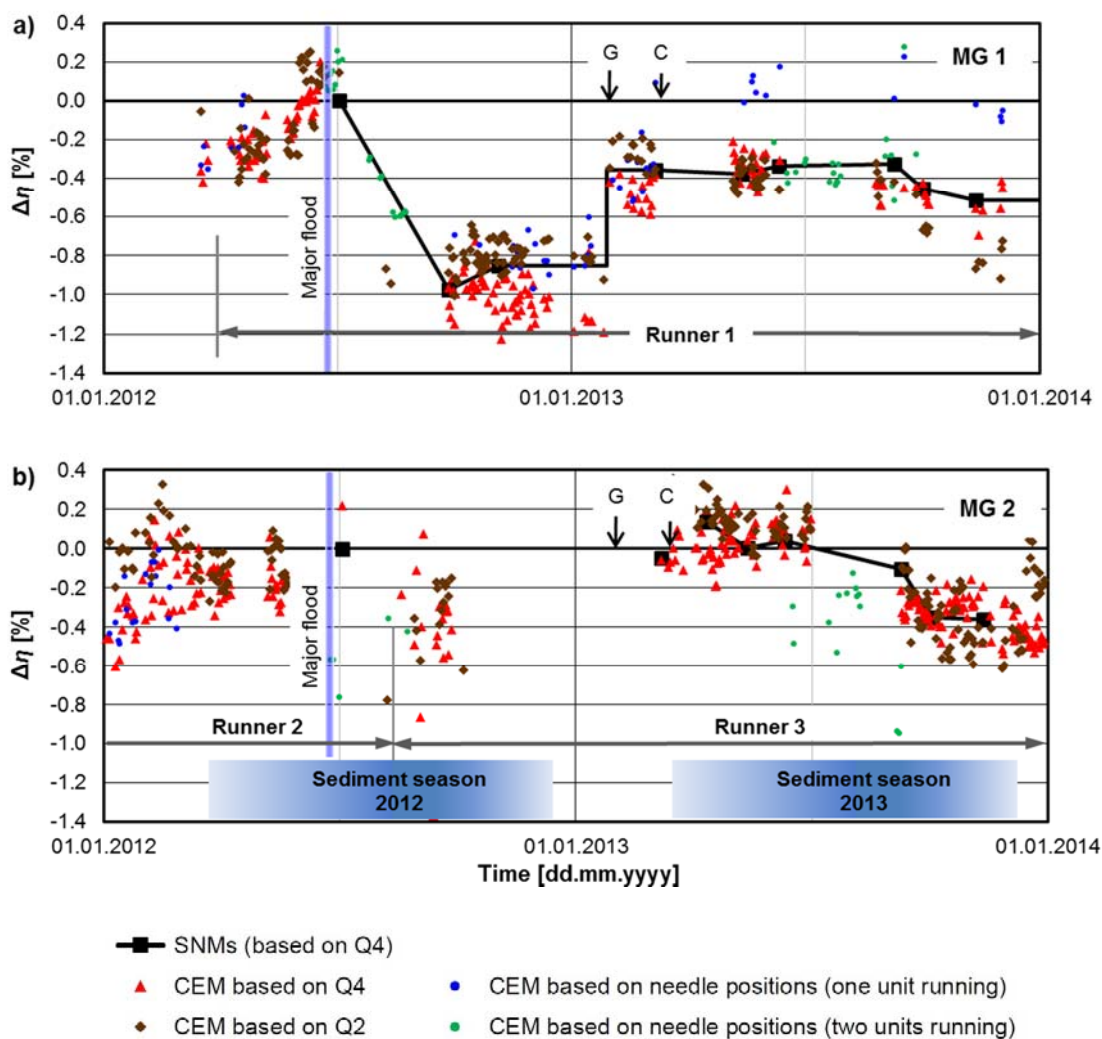 a)
0.4
0.2
0.0
-0.2
-0.4
-0.6
-0.8
-1.0
-1.2
-1.4
Δη [%]
Major flood
G
C
MG 1
Runner 1
01.01.2012
01.01.2013
01.01.2014
b)
0.4
0.2
0.0
-0.2
-0.4
-0.6
-0.8
-1.0
-1.2
-1.4
Δη [%]
Major flood
G
C
MG 2
Runner 2
Runner 3
Sediment season
2012
Sediment season
2013
01.01.2012
01.01.2013
01.01.2014
Time [dd.mm.yyyy]
SNMs (based on Q4)
CEM based on Q4
CEM based on needle positions (one unit running)
CEM based on Q2
CEM based on needle positions (two units running)